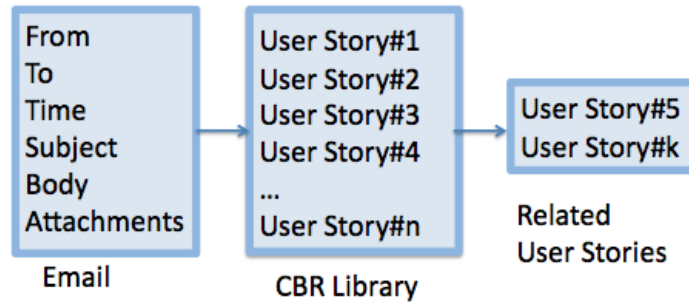 From
To
Time
Subject
Body
Attachments
Email
User Story#1
User Story#2
User Story#3
User Story#4
...
User Story#n
CBR Library
User Story#5
User Story#k
Related
User Stories